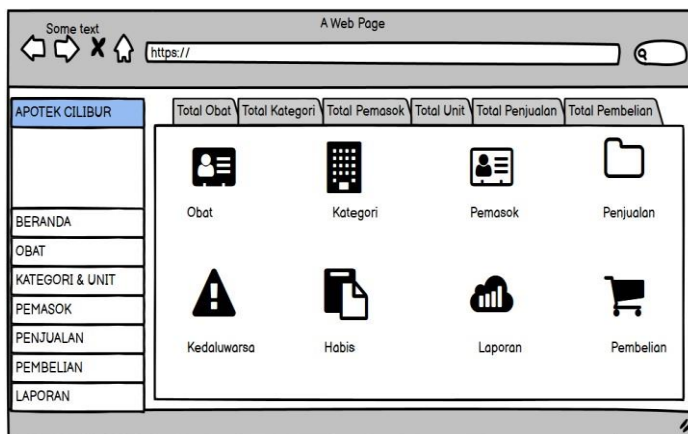 A Web Page
Some text
https://
APOTEK CILIBUR
Total Obat Total Kategori Total Pemasok Total Unit Total Penjualan Total Pembelian
Obat Kategori Pemasok Penjualan
Kedaluwarsa Habis Laporan Pembelian
BERANDA
OBAT
KATEGORI & UNIT
PEMASOK
PENJUALAN
PEMBELIAN
LAPORAN